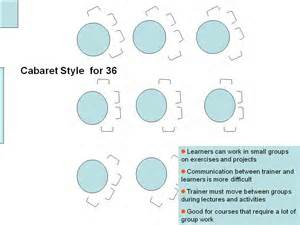 Cabaret Style for 36
Learners can work in small groups
on exercises and projects
Communication between trainer and
learners is more difficult
Trainer must move between groups
during lectures and activities
Good for courses that require a lot of
group work